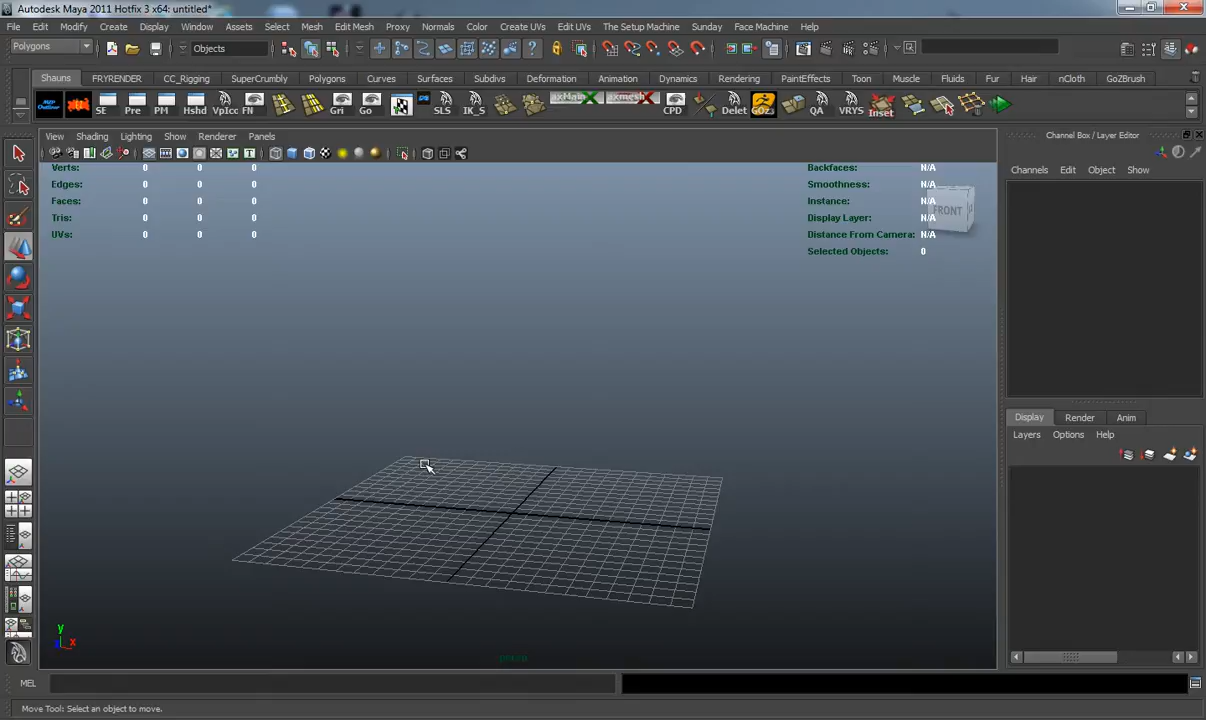 Autodesk Maya 2011 Hotfix 3 x64: untitled*
File Edit Modify Create Display Window Assets Select Mesh Edit Mesh Proxy Normals Color Create UVs Edit UVs The Setup Machine Sunday Face Machine Help
Polygons Objects
Shauns FRYRENDER CC_Rigging SuperCrumbly Polygons Curves Surfaces Subdivs Deformation Animation Dynamics Rendering PaintEffects Toon Muscle Fluids Fur Hair nCloth GoZBrush
SE Pre PM Hshd VpIcc FN Gri Go SLS IK_S axMain axmesh CPD Delet GOZ QA VRYS Inset
View Shading Lighting Show Renderer Panels
Channel Box / Layer Editor
Channels Edit Object Show
Verts: 0 0 0
Edges: 0 0 0
Faces: 0 0 0
Tris: 0 0 0
UVs: 0 0 0
Backfaces: N/A
Smoothness: N/A
Instance: N/A
Display Layer: N/A
Distance From Camera: N/A
Selected Objects: 0
FRONT
Display Render Anim
Layers Options Help
y
x
persp
MEL
Move Tool: Select an object to move.